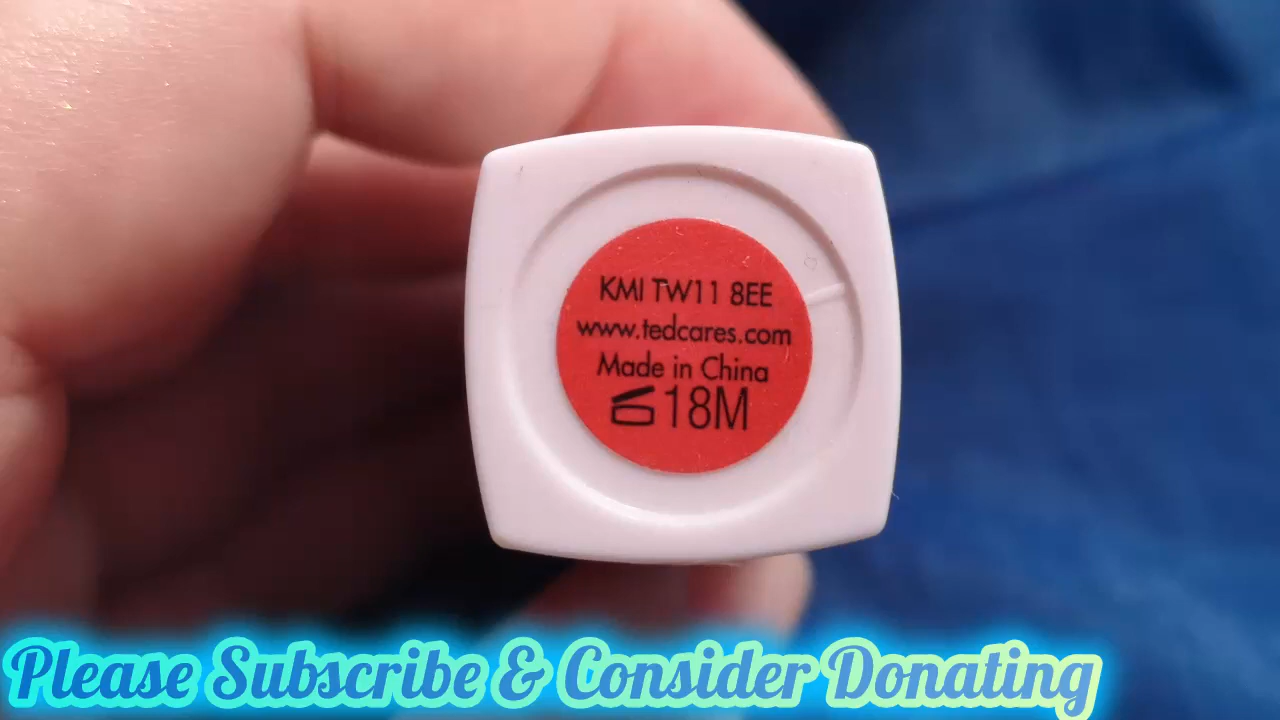 KMI TW11 8EE
www.tedcares.com
Made in China
18M
Please Subscribe & Consider Donating